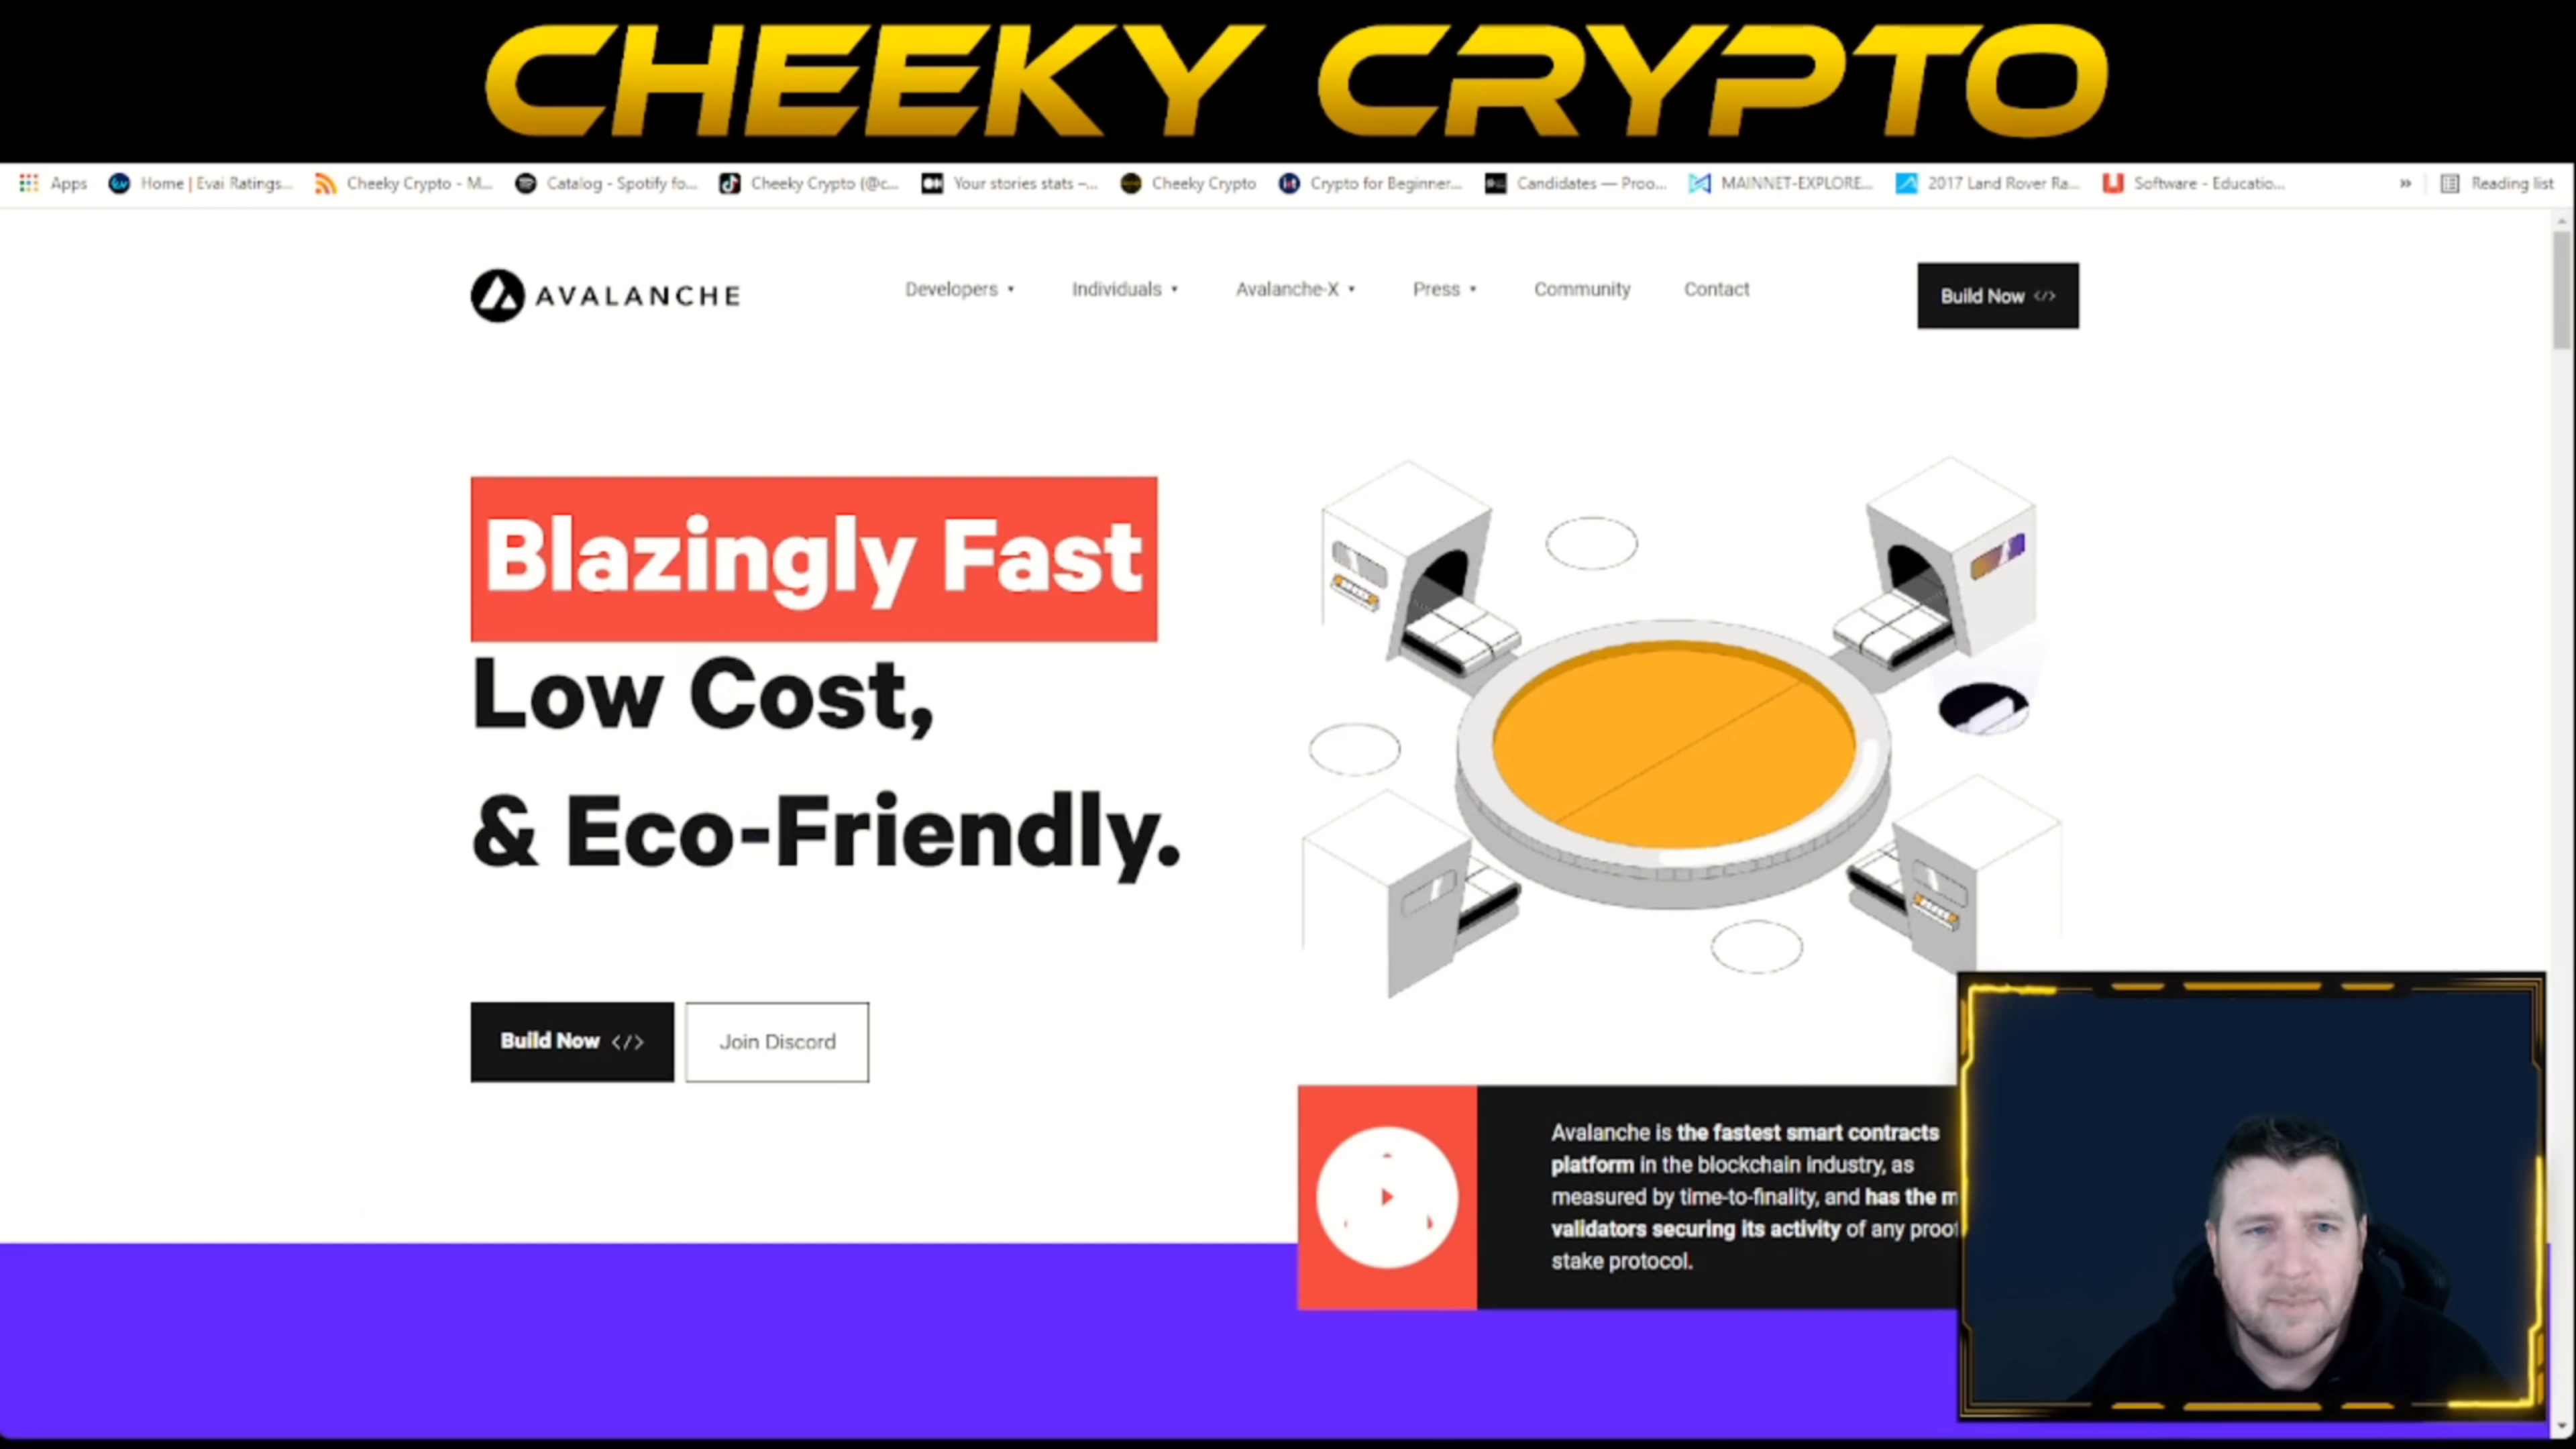 CHEEKY CRYPTO
Apps Home | Evai Ratings... Cheeky Crypto - M... Catalog - Spotify fo... Cheeky Crypto (@c... Your stories stats –... Cheeky Crypto Crypto for Beginner... Candidates — Proo... MAINNET-EXPLORE... 2017 Land Rover Ra... Software - Educatio... » Reading list
AVALANCHE Developers Individuals Avalanche-X Press Community Contact Build Now </>
Blazingly Fast
Low Cost,
& Eco-Friendly.
Build Now </> Join Discord
Avalanche is the fastest smart contracts
platform in the blockchain industry, as
measured by time-to-finality, and has the m
validators securing its activity of any proof
stake protocol.